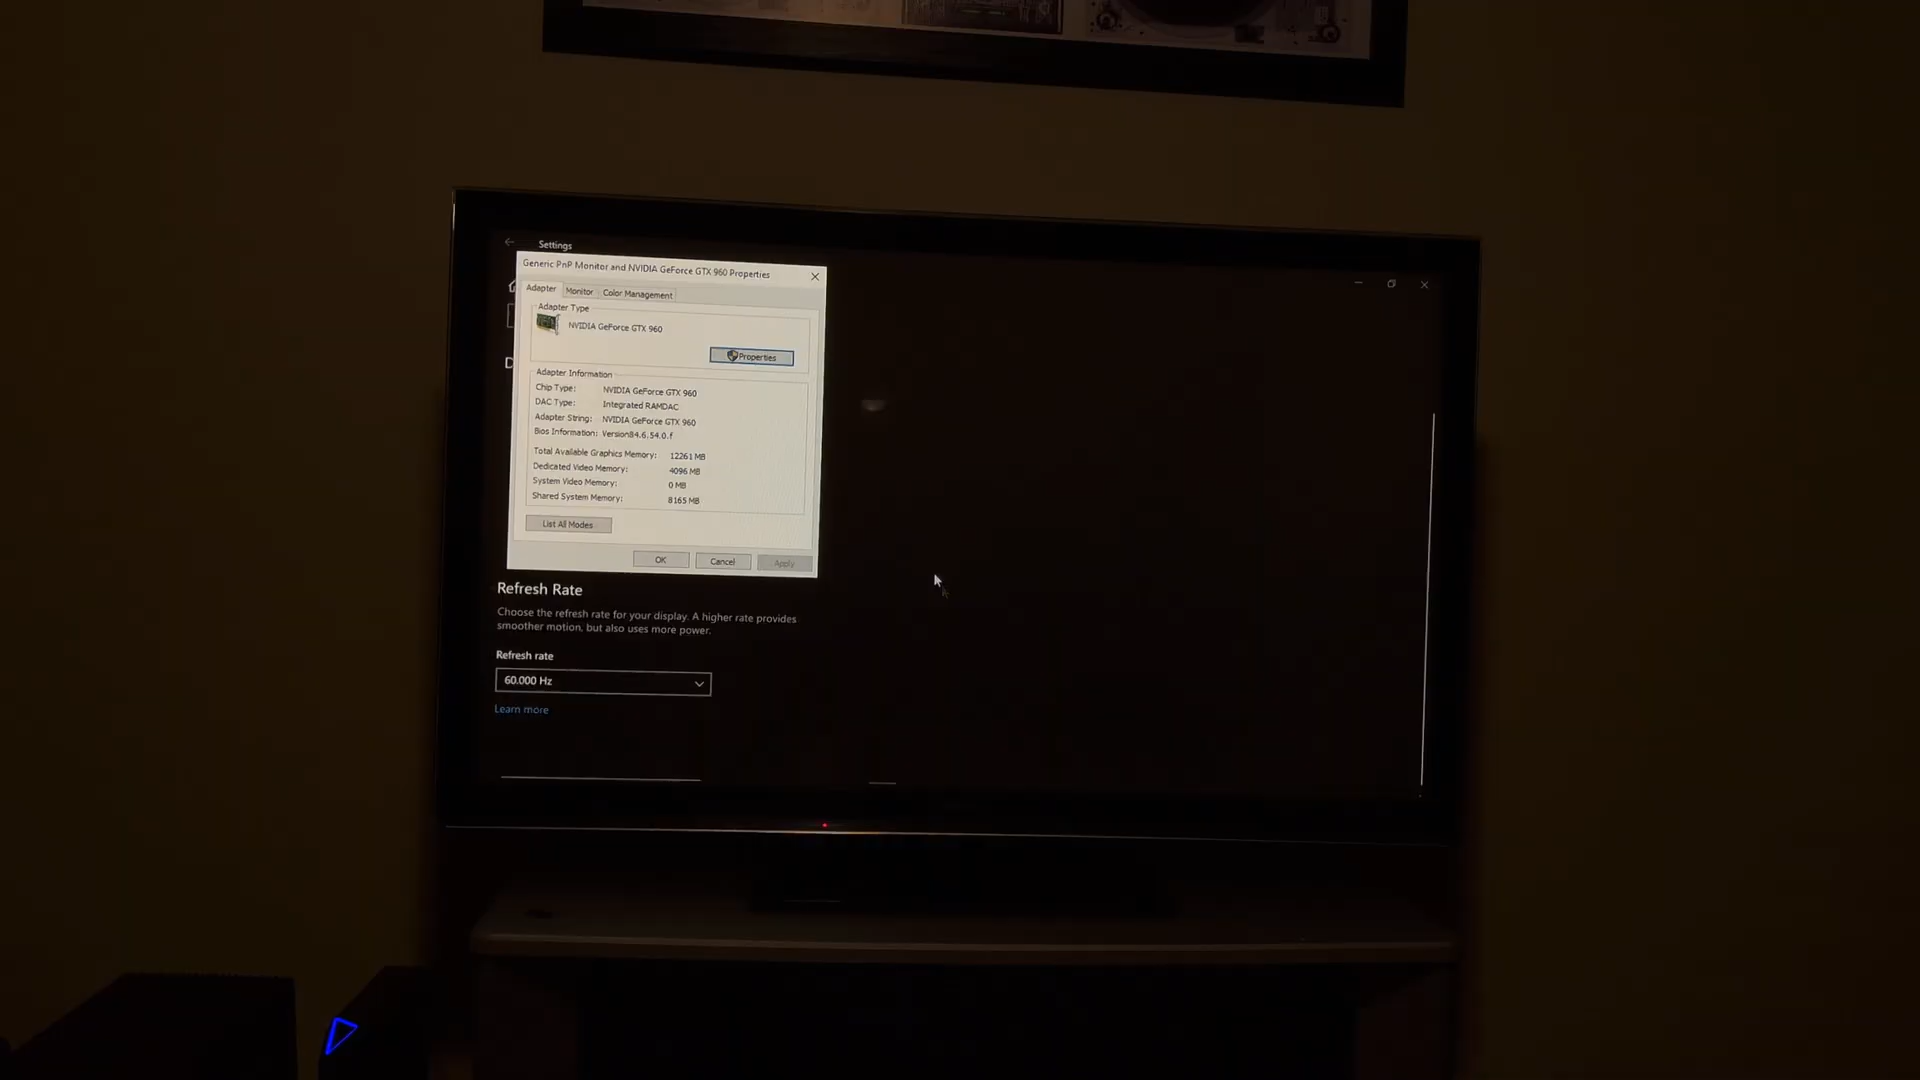 Settings
Generic PnP Monitor and NVIDIA GeForce GTX 960 Properties
Adapter Monitor Color Management
Adapter Type
NVIDIA GeForce GTX 960
Properties
Adapter Information
Chip Type: NVIDIA GeForce GTX 960
DAC Type: Integrated RAMDAC
Adapter String: NVIDIA GeForce GTX 960
Bios Information: Version84.6.54.0.f
Total Available Graphics Memory: 12261 MB
Dedicated Video Memory: 4096 MB
System Video Memory: 0 MB
Shared System Memory: 8165 MB
List All Modes
OK Cancel Apply
Refresh Rate
Choose the refresh rate for your display. A higher rate provides
smoother motion, but also uses more power.
Refresh rate
60.000 Hz
Learn more